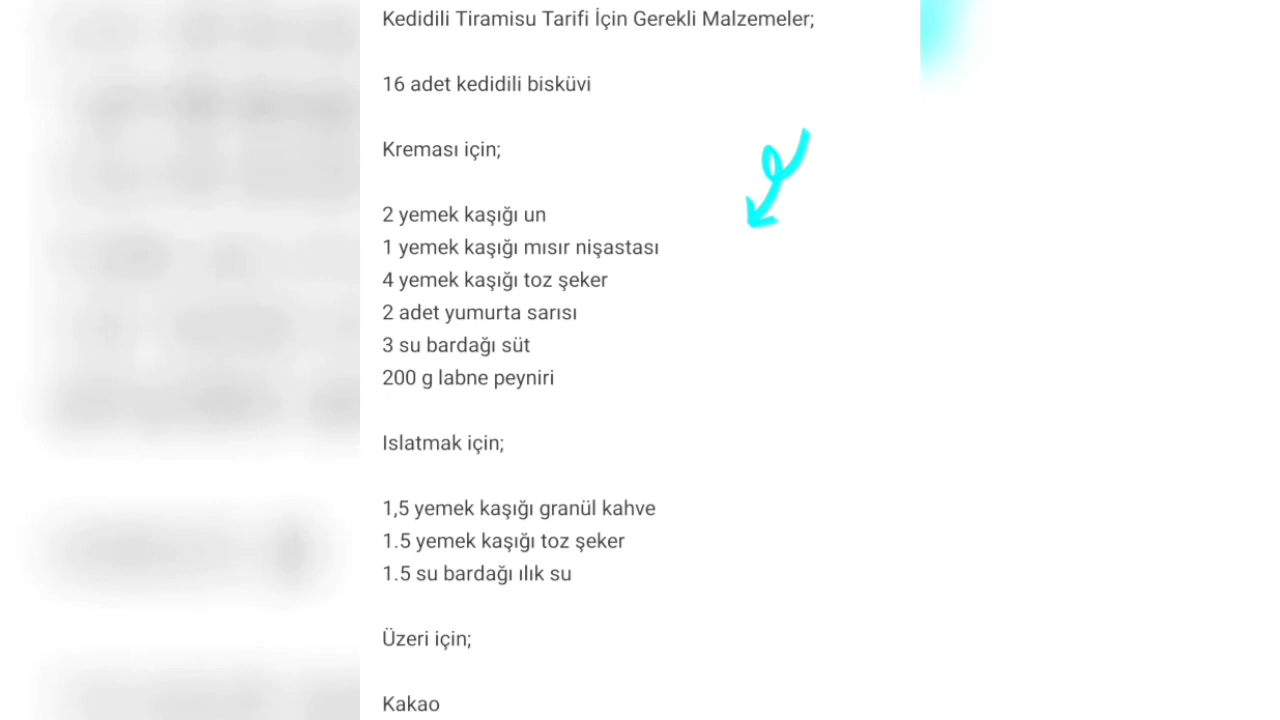 Kedidili Tiramisu Tarifi İçin Gerekli Malzemeler;
16 adet kedidili bisküvi
Kreması için;
2 yemek kaşığı un
1 yemek kaşığı mısır nişastası
4 yemek kaşığı toz şeker
2 adet yumurta sarısı
3 su bardağı süt
200 g labne peyniri
Islatmak için;
1,5 yemek kaşığı granül kahve
1.5 yemek kaşığı toz şeker
1.5 su bardağı ılık su
Üzeri için;
Kakao